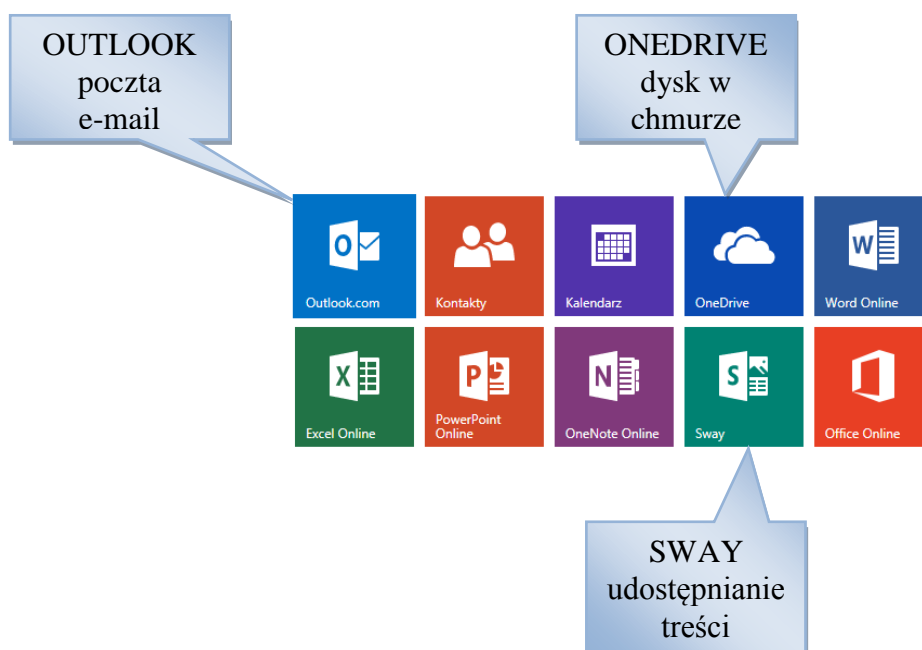 OUTLOOK
poczta
e-mail
ONEDRIVE
dysk w
chmurze
Outlook.com
Kontakty
Kalendarz
OneDrive
Word Online
Excel Online
PowerPoint
Online
OneNote Online
Sway
Office Online
SWAY
udostępnianie
treści